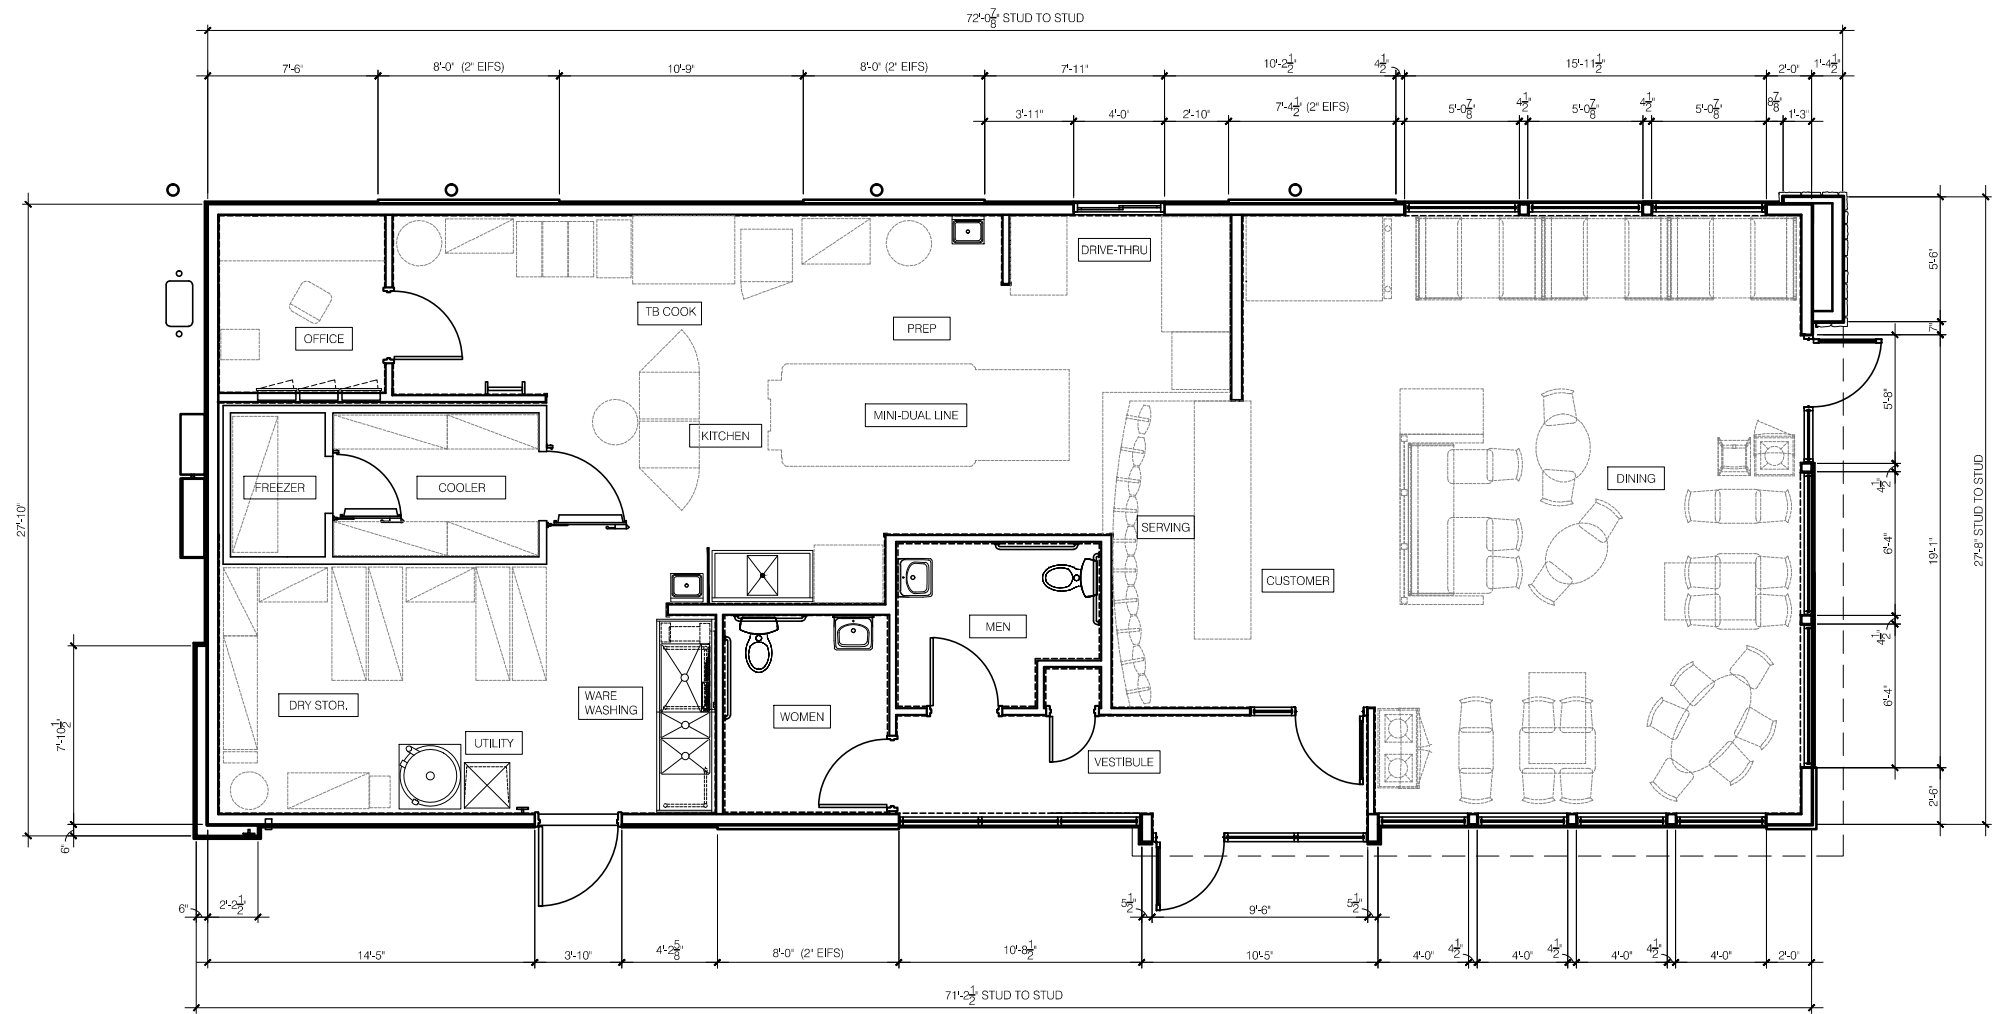 72'-0 7/8" STUD TO STUD
7'-6"
8'-0" (2" EIFS)
10'-9"
8'-0" (2" EIFS)
7'-11"
10'-2 1/2"
4 1/2"
15'-11 1/2"
2'-0"
1'-4 1/2"
3'-11"
4'-0"
2'-10"
7'-4 1/2" (2" EIFS)
5'-0 7/8"
4 1/2"
5'-0 7/8"
4 1/2"
5'-0 7/8"
8 7/8"
1'-3"
DRIVE-THRU
TB COOK
PREP
OFFICE
MINI-DUAL LINE
KITCHEN
FREEZER
COOLER
DINING
SERVING
CUSTOMER
MEN
DRY STOR.
WARE
WASHING
WOMEN
UTILITY
VESTIBULE
27'-10"
7'-10 1/2"
6"
5'-6"
7"
5'-8"
4 1/2"
6'-4"
4 1/2"
6'-4"
19'-1"
2'-6"
27'-8" STUD TO STUD
6"
2'-2 1/2"
5 1/2"
9'-6"
5 1/2"
14'-5"
3'-10"
4'-2 5/8"
8'-0" (2" EIFS)
10'-8 1/2"
10'-5"
4'-0"
4 1/2"
4'-0"
4 1/2"
4'-0"
4 1/2"
4'-0"
2'-0"
71'-2 1/2" STUD TO STUD